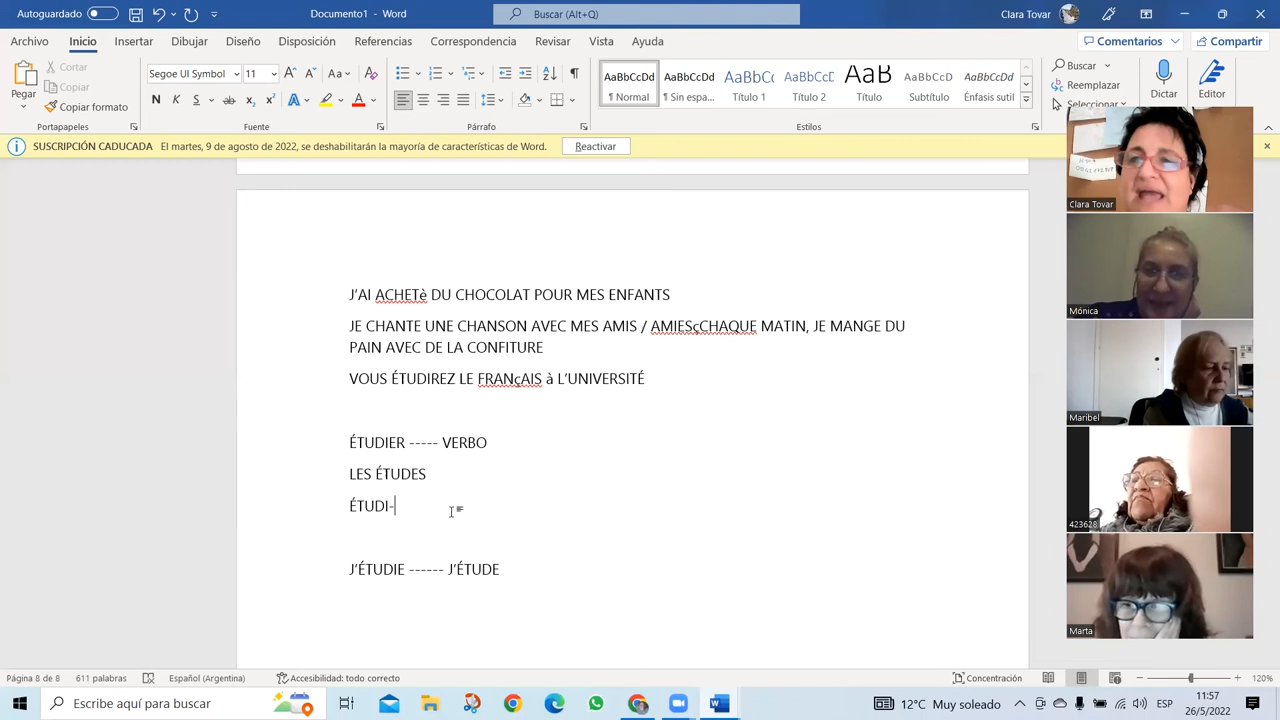 Autoguardado
Documento1 - Word
Buscar (Alt+Q)
Clara Tovar
Archivo Inicio Insertar Dibujar Diseño Disposición Referencias Correspondencia Revisar Vista Ayuda
Comentarios Compartir
Pegar
Cortar
Copiar
Copiar formato
Portapapeles
Segoe UI Symbol 11
N K S
Fuente
Párrafo
AaBbCcDd AaBbCcDd AaBbCc AaBbCcC AaB AaBbCcD AaBbCcDd
¶ Normal ¶ Sin espa... Título 1 Título 2 Título Subtítulo Énfasis sutil
Estilos
Buscar
Reemplazar
Seleccionar
Dictar
Editor
SUSCRIPCIÓN CADUCADA El martes, 9 de agosto de 2022, se deshabilitarán la mayoría de características de Word. Reactivar
J’AI ACHETè DU CHOCOLAT POUR MES ENFANTS
JE CHANTE UNE CHANSON AVEC MES AMIS / AMIESçCHAQUE MATIN, JE MANGE DU
PAIN AVEC DE LA CONFITURE
VOUS ÉTUDIREZ LE FRANçAIS à L’UNIVERSITÉ
ÉTUDIER ----- VERBO
LES ÉTUDES
ÉTUDI-
J’ÉTUDIE ------ J’ÉTUDE
Clara Tovar
Mónica
Maribel
423628
Marta
Página 8 de 8 611 palabras Español (Argentina) Accesibilidad: todo correcto Concentración 120%
Escribe aquí para buscar
12°C Muy soleado ESP 11:57
26/5/2022